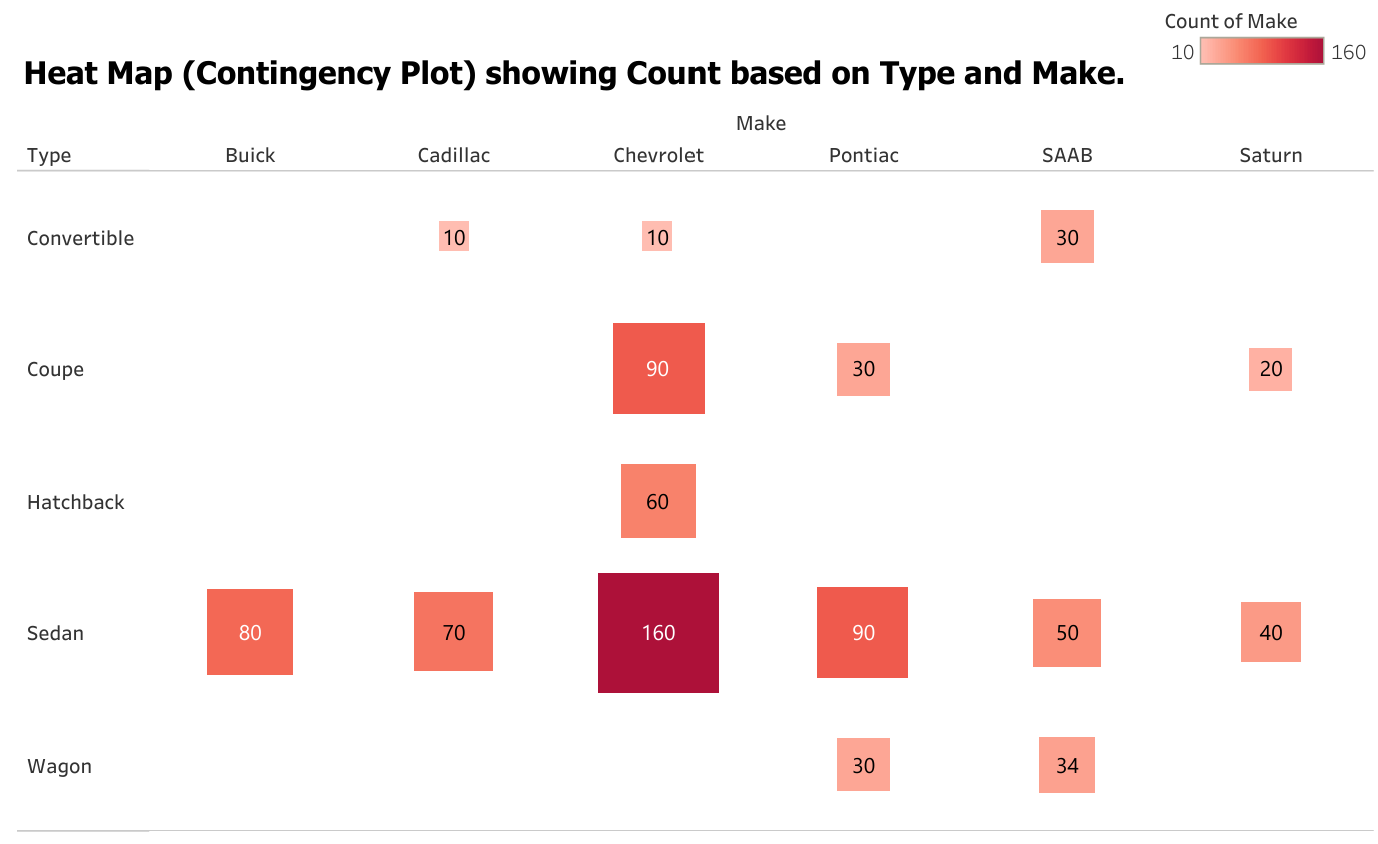 Count of Make
10 160
Heat Map (Contingency Plot) showing Count based on Type and Make.
Make
Type Buick Cadillac Chevrolet Pontiac SAAB Saturn
Convertible 10 10 30
Coupe 90 30 20
Hatchback 60
Sedan 80 70 160 90 50 40
Wagon 30 34